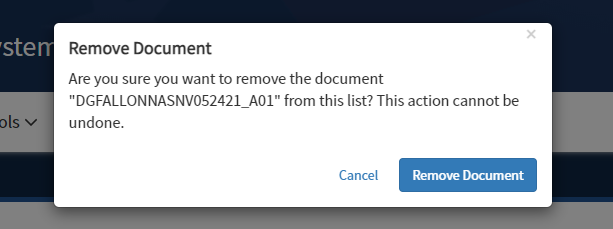 ystem
×
Remove Document
Are you sure you want to remove the document
"DGFALLONNASNV052421_A01" from this list? This action cannot be
undone.
ols
Cancel Remove Document